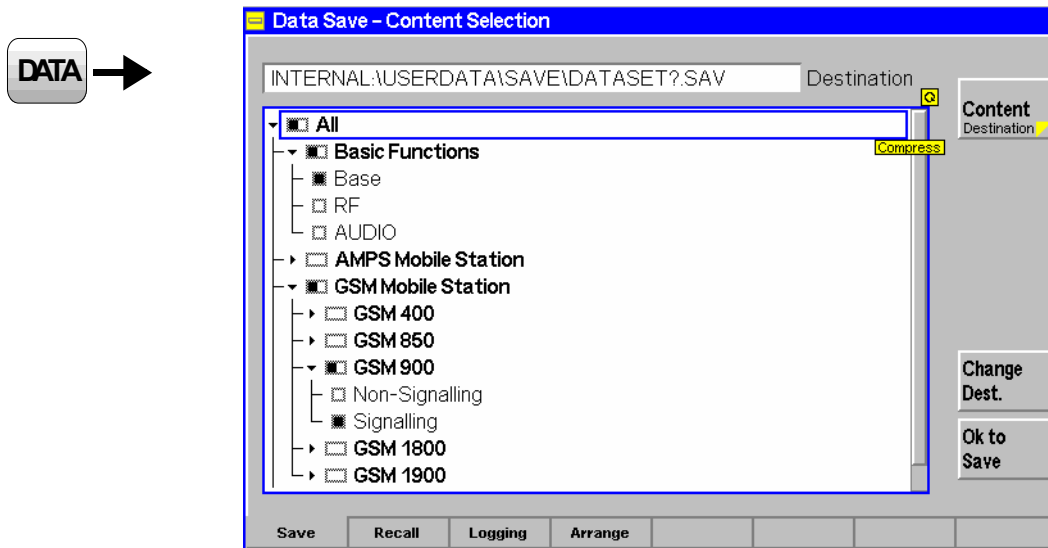 Data Save – Content Selection
DATA
INTERNAL:\USERDATA\SAVE\DATASET?.SAV Destination
Content
Destination
All
Compress
Basic Functions
Base
RF
AUDIO
AMPS Mobile Station
GSM Mobile Station
GSM 400
GSM 850
GSM 900
Non-Signalling
Signalling
GSM 1800
GSM 1900
Change
Dest.
Ok to
Save
Save Recall Logging Arrange